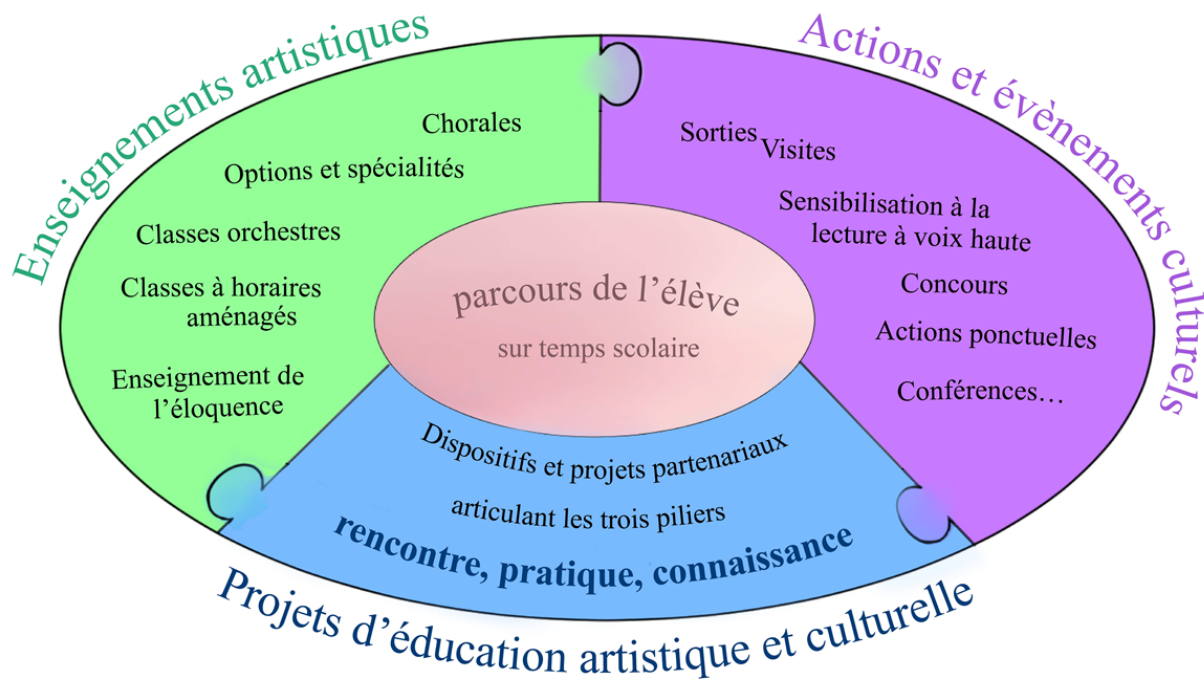 Enseignements artistiques
Chorales
Options et spécialités
Classes orchestres
Classes à horaires
aménagés
Enseignement de
l’éloquence
Actions et évènements culturels
Sorties
Visites
Sensibilisation à la
lecture à voix haute
Concours
Actions ponctuelles
Conférences…
parcours de l’élève
sur temps scolaire
Dispositifs et projets partenariaux
articulant les trois piliers
rencontre, pratique, connaissance
Projets d’éducation artistique et culturelle